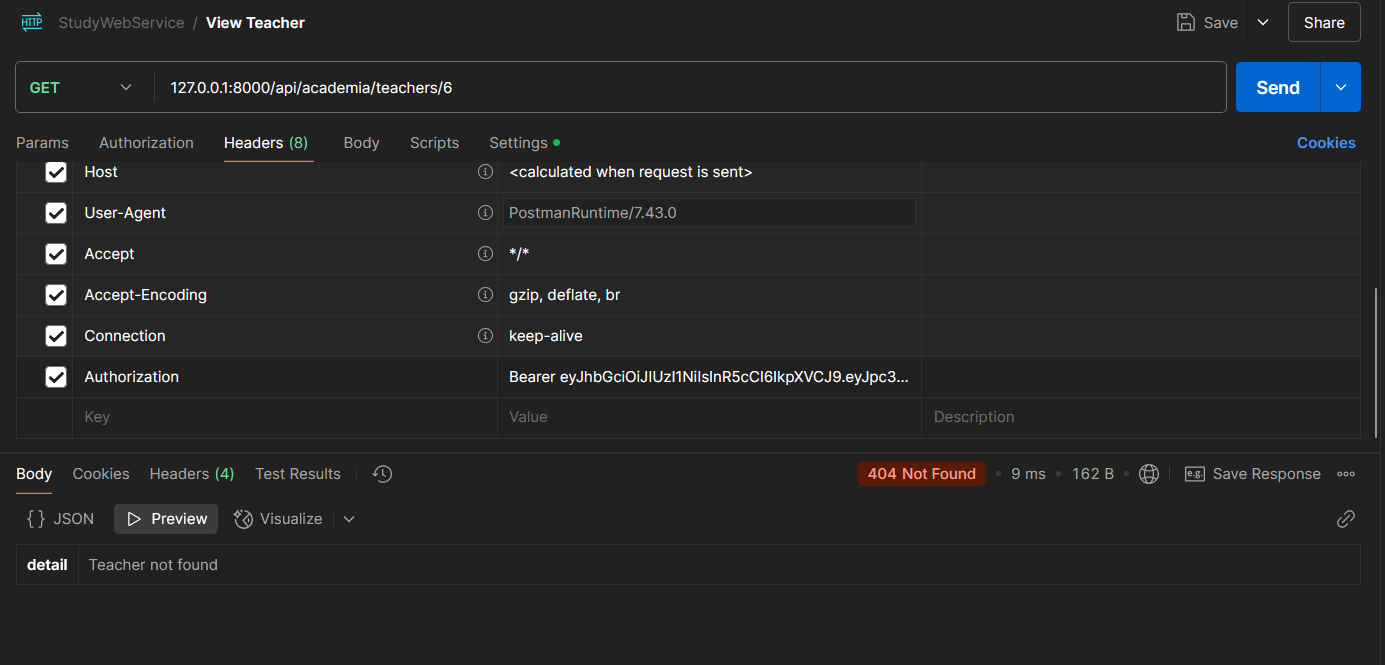 HTTP StudyWebService / View Teacher Save Share
GET 127.0.0.1:8000/api/academia/teachers/6 Send
Params Authorization Headers (8) Body Scripts Settings Cookies
Host <calculated when request is sent>
User-Agent PostmanRuntime/7.43.0
Accept */*
Accept-Encoding gzip, deflate, br
Connection keep-alive
Authorization Bearer eyJhbGciOiJIUzI1NiIsInR5cCI6IkpXVCJ9.eyJpc3...
Key Value Description
Body Cookies Headers (4) Test Results 404 Not Found 9 ms 162 B e.g. Save Response
{} JSON Preview Visualize
detail Teacher not found